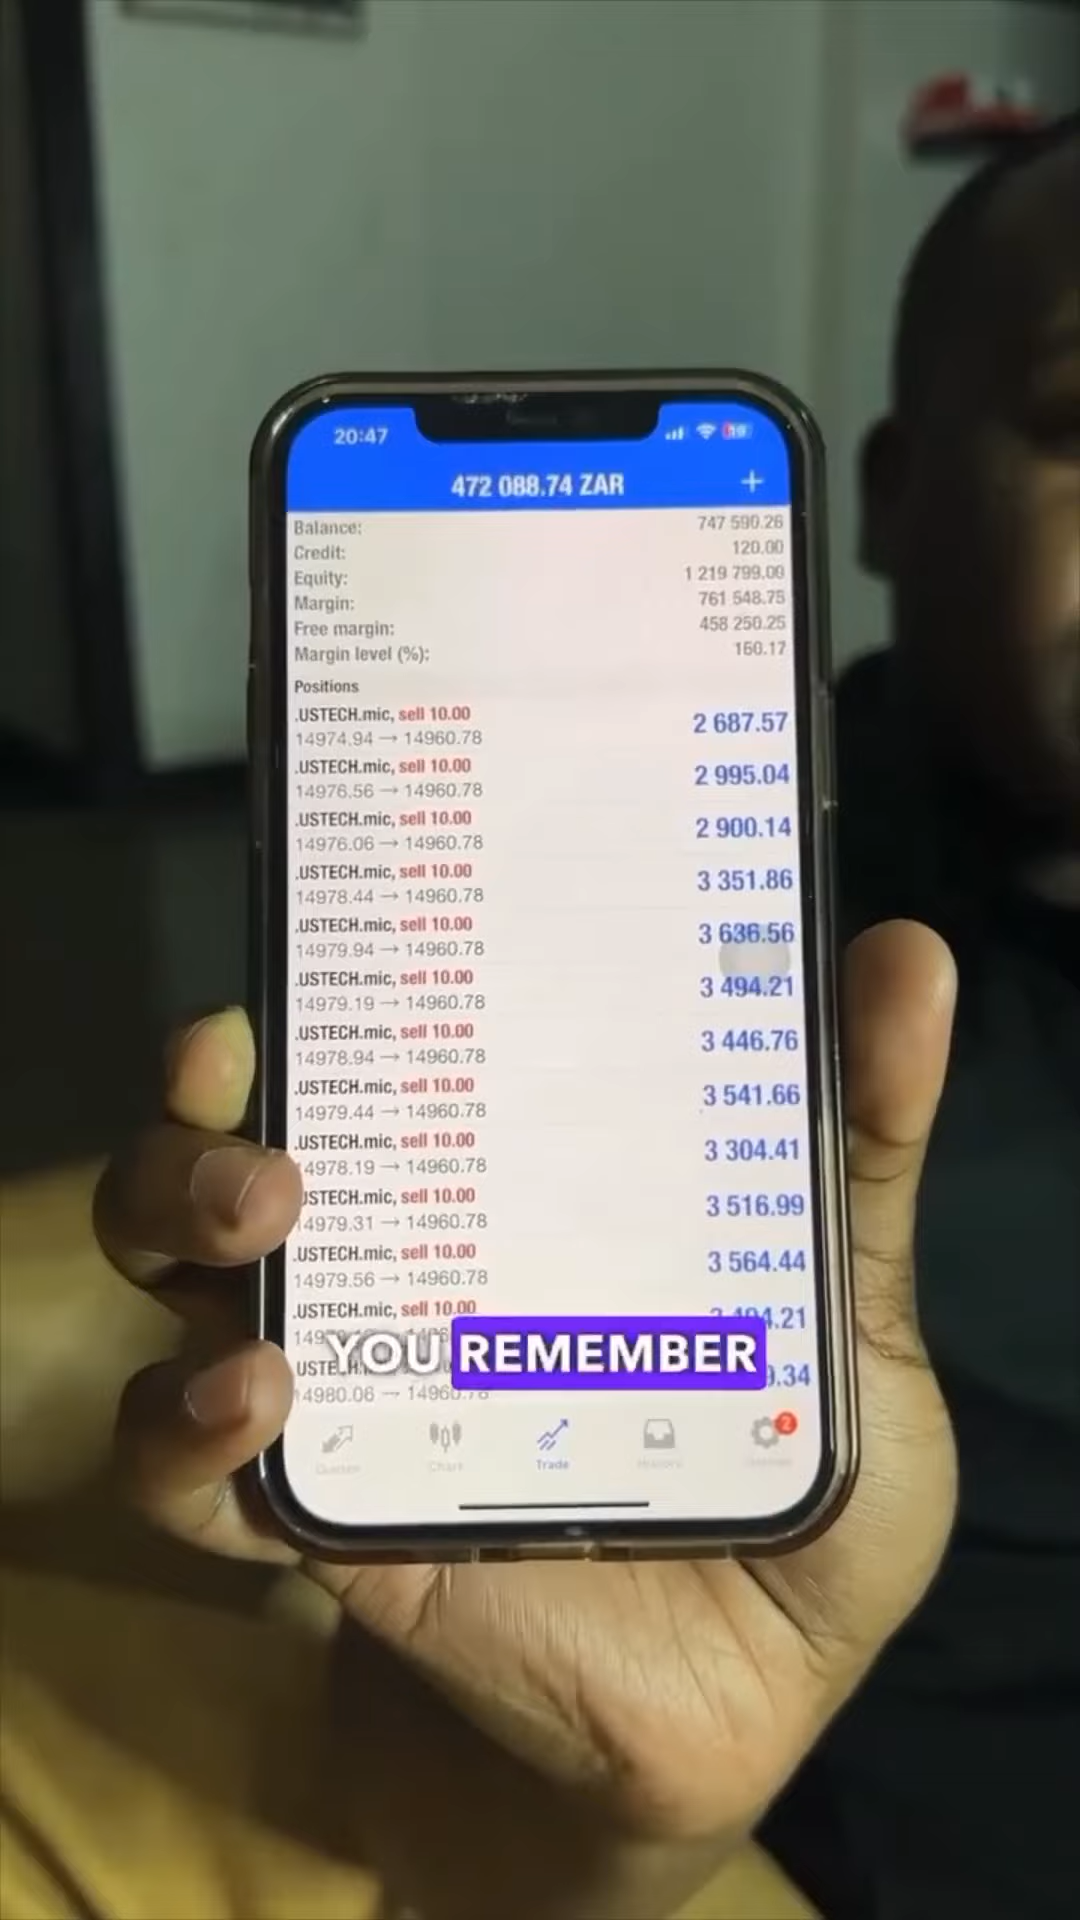 20:47
472 088.74 ZAR +
Balance: 747 590.26
Credit: 120.00
Equity: 1 219 799.00
Margin: 761 548.75
Free margin: 458 250.25
Margin level (%): 160.17
Positions
.USTECH.mic, sell 10.00 2 687.57
14974.94 → 14960.78
.USTECH.mic, sell 10.00 2 995.04
14976.56 → 14960.78
.USTECH.mic, sell 10.00 2 900.14
14976.06 → 14960.78
.USTECH.mic, sell 10.00 3 351.86
14978.44 → 14960.78
.USTECH.mic, sell 10.00 3 636.56
14979.94 → 14960.78
.USTECH.mic, sell 10.00 3 494.21
14979.19 → 14960.78
.USTECH.mic, sell 10.00 3 446.76
14978.94 → 14960.78
.USTECH.mic, sell 10.00 3 541.66
14979.44 → 14960.78
.USTECH.mic, sell 10.00 3 304.41
14978.19 → 14960.78
.USTECH.mic, sell 10.00 3 516.99
14979.31 → 14960.78
.USTECH.mic, sell 10.00 3 564.44
14979.56 → 14960.78
.USTECH.mic, sell 10.00
YOU REMEMBER
14980.06 → 14960.78
2
Quotes Chart Trade History Settings